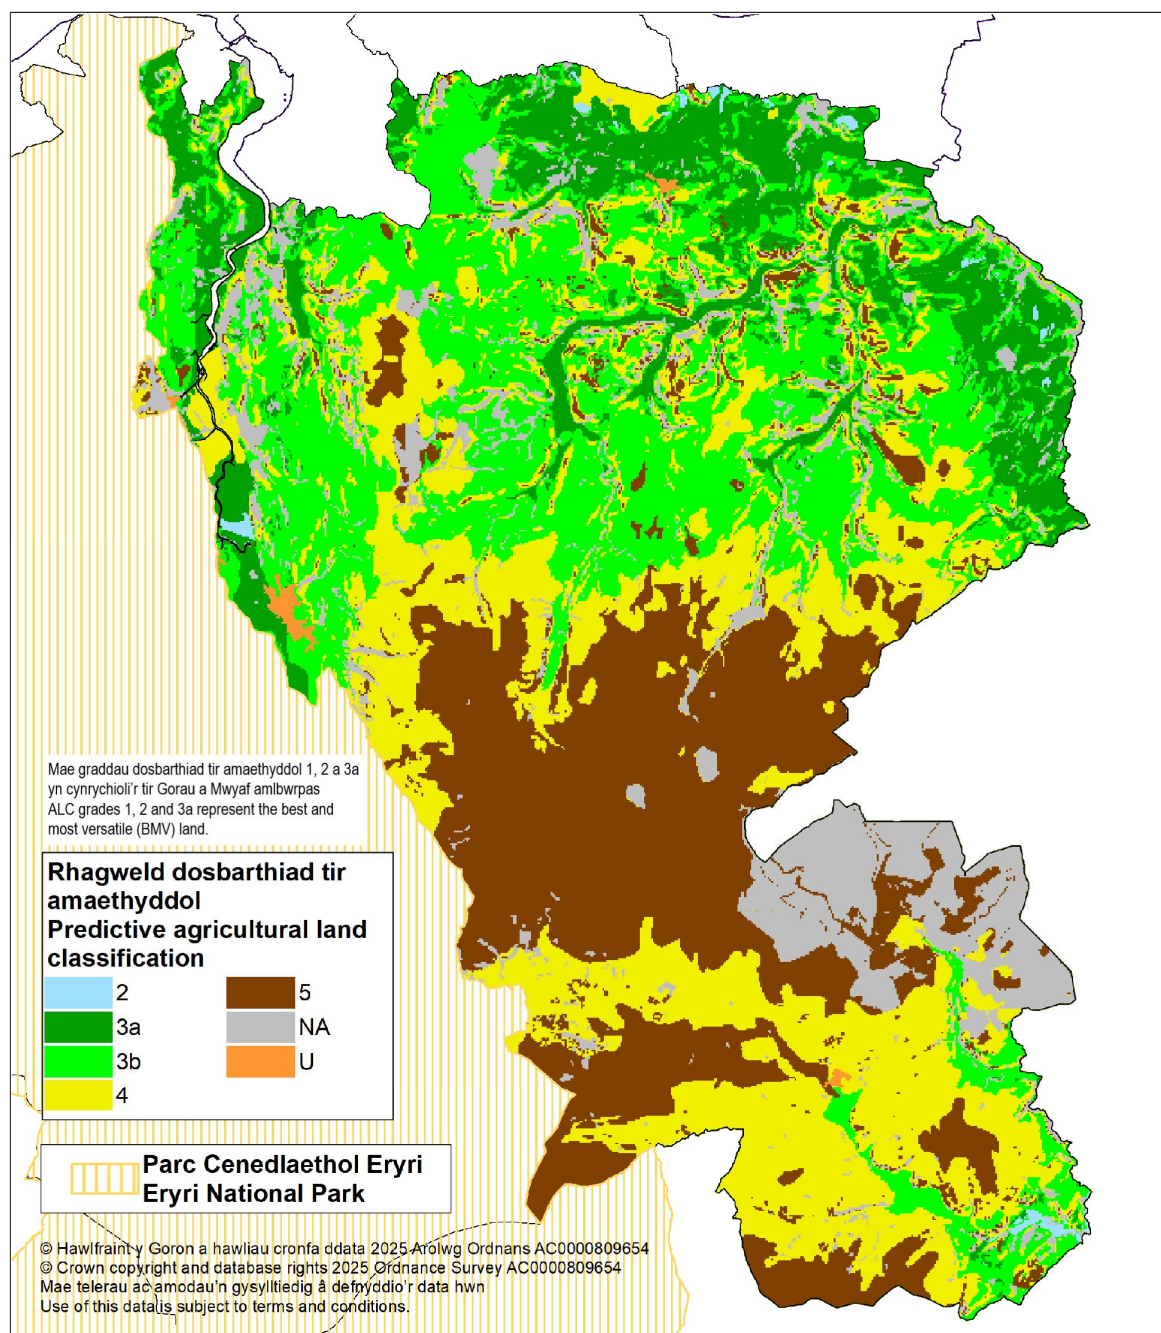 Mae graddau dosbarthiad tir amaethyddol 1, 2 a 3a
yn cynrychioli'r tir Gorau a Mwyaf amlbwrpas
ALC grades 1, 2 and 3a represent the best and
most versatile (BMV) land.
Rhagweld dosbarthiad tir
amaethyddol
Predictive agricultural land
classification
2
5
3a
NA
3b
U
4
Parc Cenedlaethol Eryri
Eryri National Park
© Hawlfraint y Goron a hawliau cronfa ddata 2025 Arolwg Ordnans AC0000809654
© Crown copyright and database rights 2025 Ordnance Survey AC0000809654
Mae telerau ac amodau'n gysylltiedig â defnyddio'r data hwn
Use of this data is subject to terms and conditions.